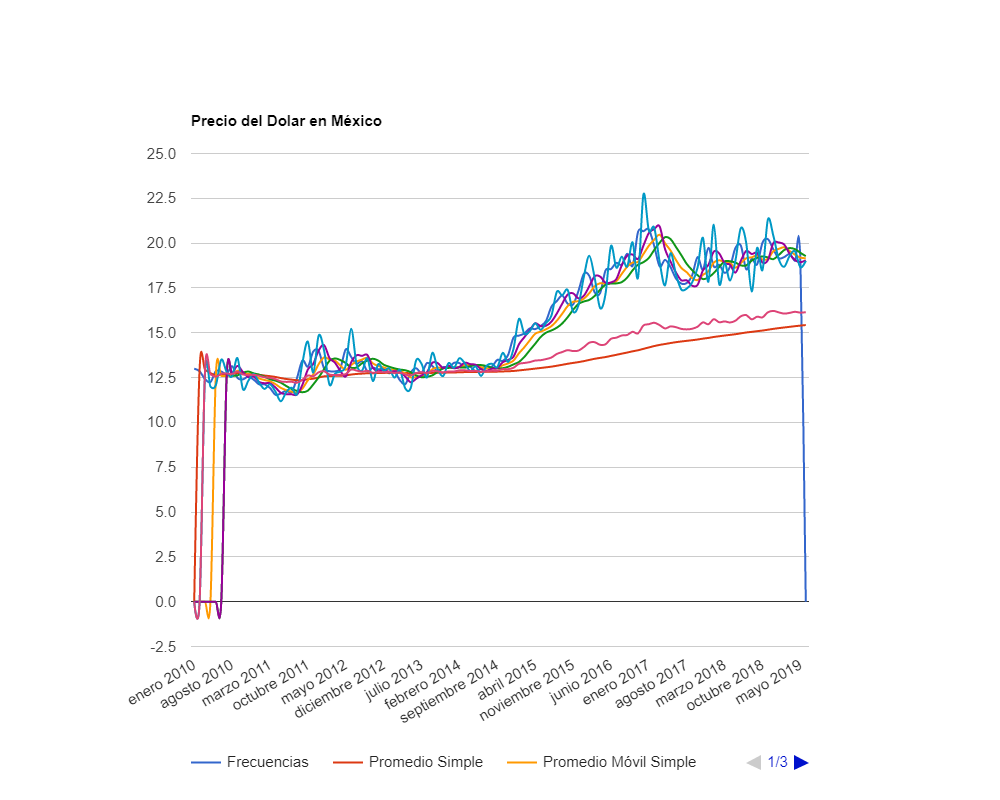 Precio del Dolar en México
25.0
22.5
20.0
17.5
15.0
12.5
10.0
7.5
5.0
2.5
0.0
-2.5
enero 2010
agosto 2010
marzo 2011
octubre 2011
mayo 2012
diciembre 2012
julio 2013
febrero 2014
septiembre 2014
abril 2015
noviembre 2015
junio 2016
enero 2017
agosto 2017
marzo 2018
octubre 2018
mayo 2019
Frecuencias Promedio Simple Promedio Móvil Simple 1/3